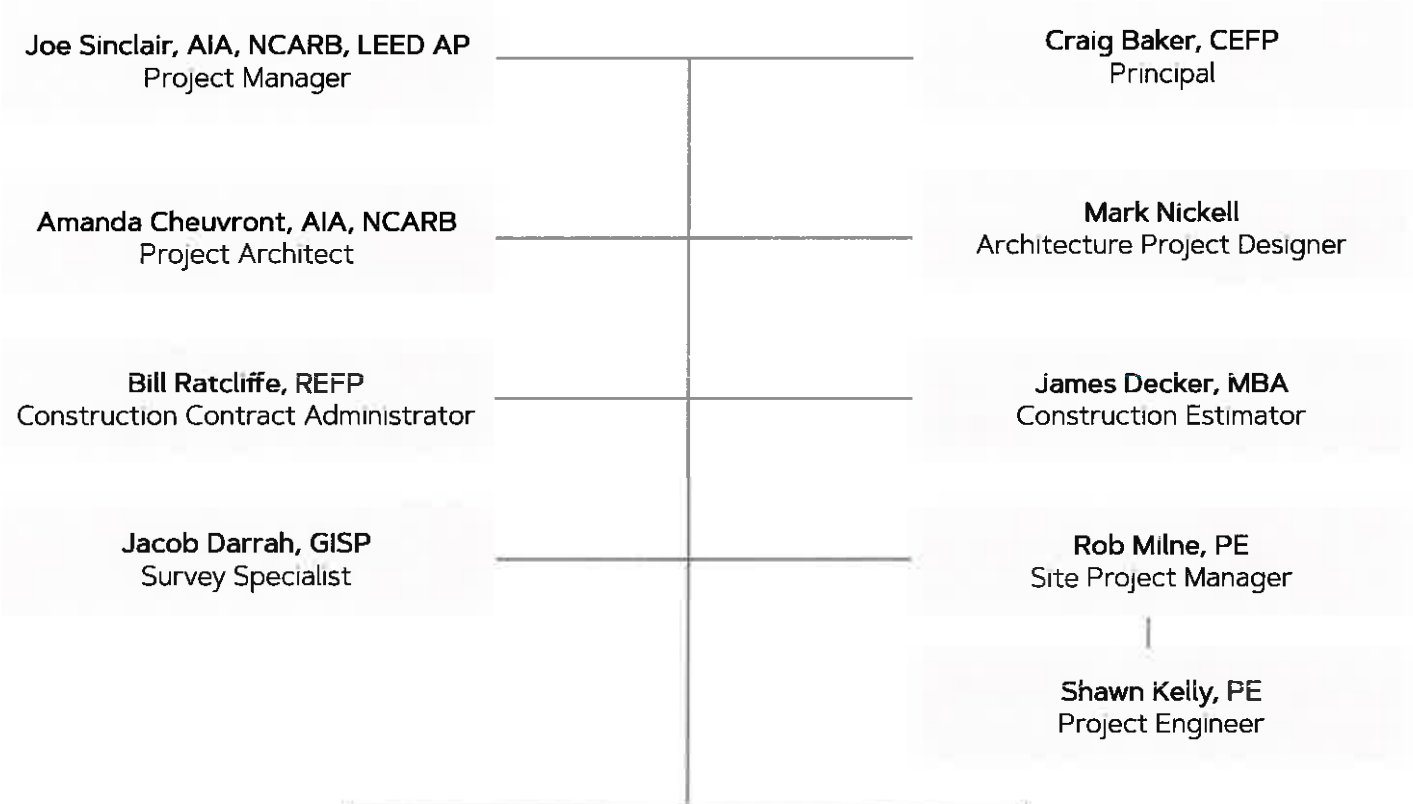 Joe Sinclair, AIA, NCARB, LEED AP
Project Manager
Craig Baker, CEFP
Principal
Amanda Cheuvront, AIA, NCARB
Project Architect
Mark Nickell
Architecture Project Designer
Bill Ratcliffe, REFP
Construction Contract Administrator
James Decker, MBA
Construction Estimator
Jacob Darrah, GISP
Survey Specialist
Rob Milne, PE
Site Project Manager
Shawn Kelly, PE
Project Engineer